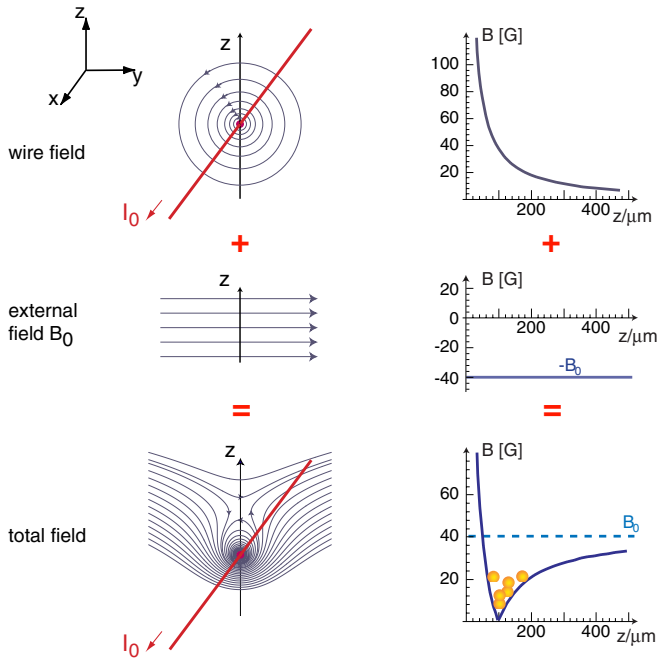 z
y
x
wire field
z
I0
B [G]
100
80
60
40
20
200
400
z/μm
+
+
external
field B0
z
B [G]
20
0
-20
-40
200
400
z/μm
-B0
=
=
total field
z
I0
B [G]
60
40
20
B0
200
400
z/μm